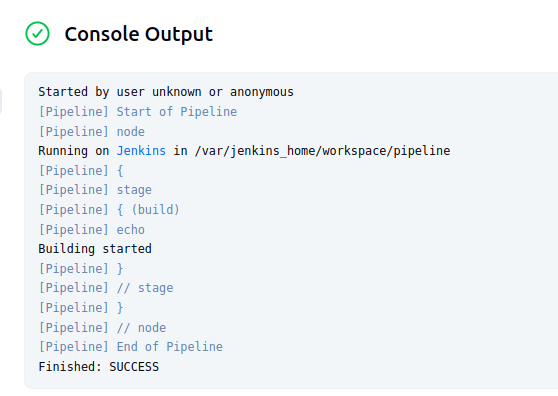 Console Output
Started by user unknown or anonymous
[Pipeline] Start of Pipeline
[Pipeline] node
Running on Jenkins in /var/jenkins_home/workspace/pipeline
[Pipeline] {
[Pipeline] stage
[Pipeline] { (build)
[Pipeline] echo
Building started
[Pipeline] }
[Pipeline] // stage
[Pipeline] }
[Pipeline] // node
[Pipeline] End of Pipeline
Finished: SUCCESS